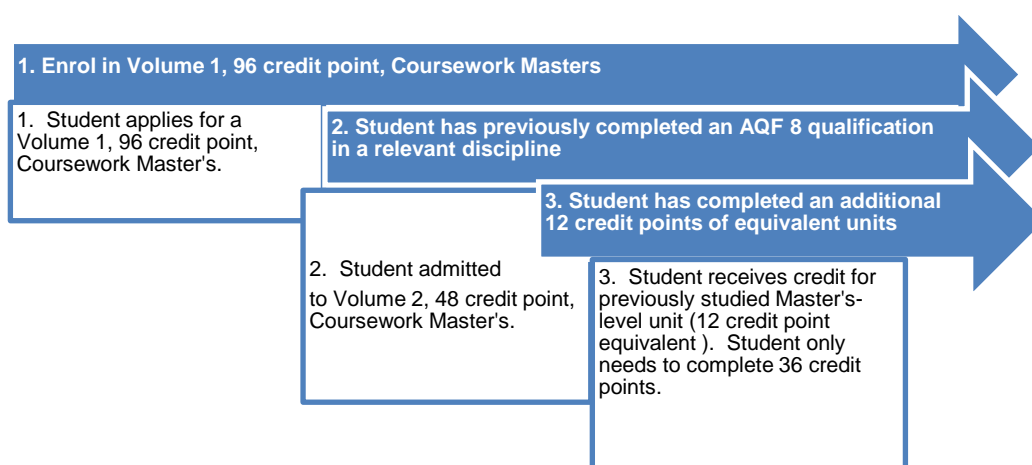 1. Enrol in Volume 1, 96 credit point, Coursework Masters
1.  Student applies for a
Volume 1, 96 credit point,
Coursework Master's.
2. Student has previously completed an AQF 8 qualification
in a relevant discipline
2.  Student admitted
to Volume 2, 48 credit point,
Coursework Master's.
3. Student has completed an additional
12 credit points of equivalent units
3.  Student receives credit for
previously studied Master's-
level unit (12 credit point
equivalent ).  Student only
needs to complete 36 credit
points.